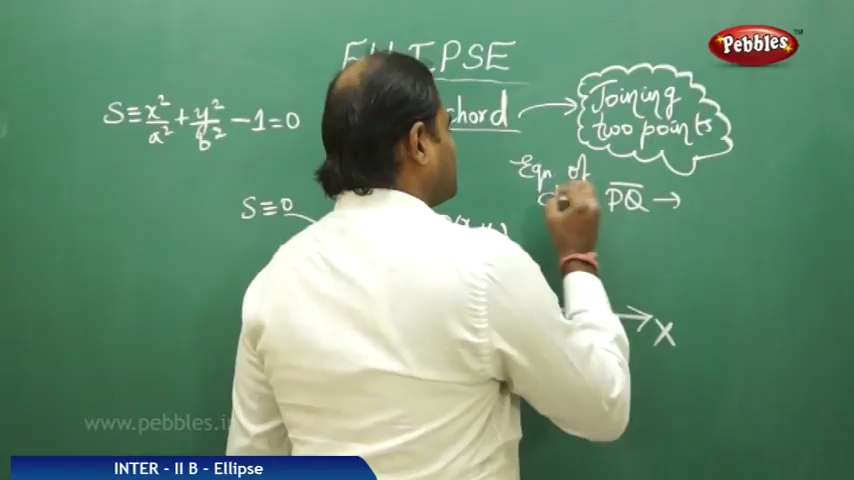 Pebbles™
ELLIPSE
chord → Joining two points
S≡x²/a²+y²/b²-1=0
Eqn. of
PQ̅ →
S≡0
X
www.pebbles.i
INTER - II B - Ellipse